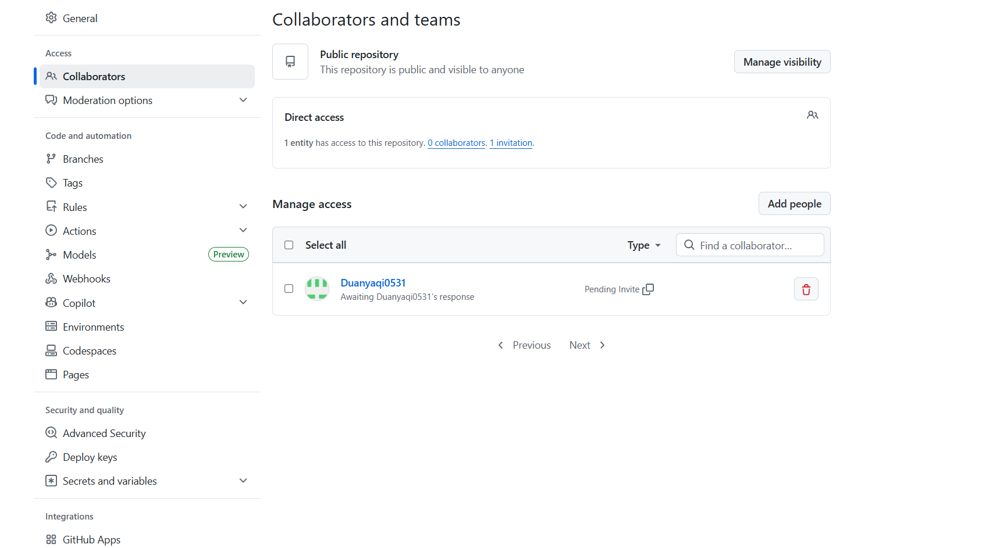 General
Access
Collaborators
Moderation options
Code and automation
Branches
Tags
Rules
Actions
Models
Preview
Webhooks
Copilot
Environments
Codespaces
Pages
Security and quality
Advanced Security
Deploy keys
Secrets and variables
Integrations
GitHub Apps
Collaborators and teams
Public repository
This repository is public and visible to anyone
Manage visibility
Direct access
1 entity has access to this repository. 0 collaborators. 1 invitation.
Manage access
Add people
Select all
Type
Find a collaborator...
Duanyaqi0531
Awaiting Duanyaqi0531's response
Pending Invite
Previous Next